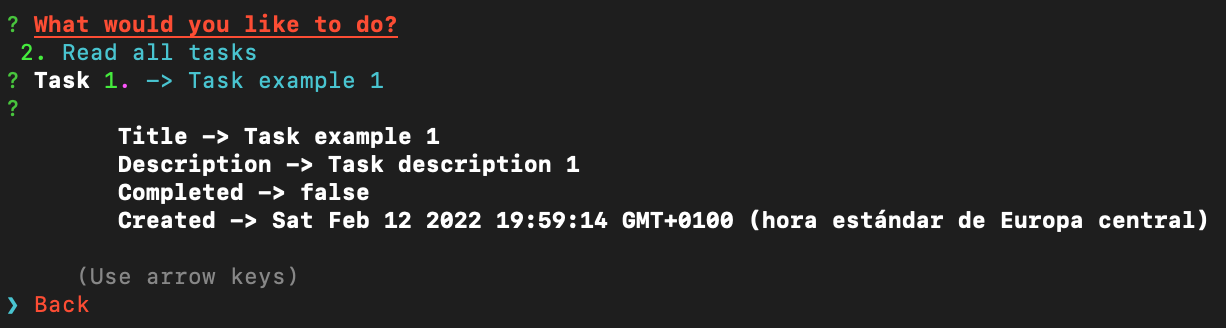 ? What would you like to do?
2. Read all tasks
? Task 1. -> Task example 1
?
Title -> Task example 1
Description -> Task description 1
Completed -> false
Created -> Sat Feb 12 2022 19:59:14 GMT+0100 (hora estándar de Europa central)
(Use arrow keys)
❯ Back